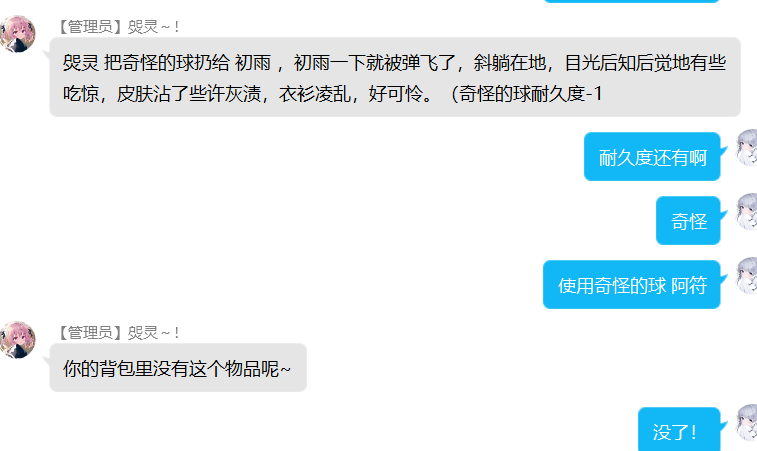 【管理员】兒灵～!
兒灵 把奇怪的球扔给 初雨 ，初雨一下就被弹飞了，斜躺在地，目光后知后觉地有些
吃惊，皮肤沾了些许灰渍，衣衫凌乱，好可怜。（奇怪的球耐久度-1
耐久度还有啊
奇怪
使用奇怪的球 阿符
【管理员】兒灵～!
你的背包里没有这个物品呢~
没了！